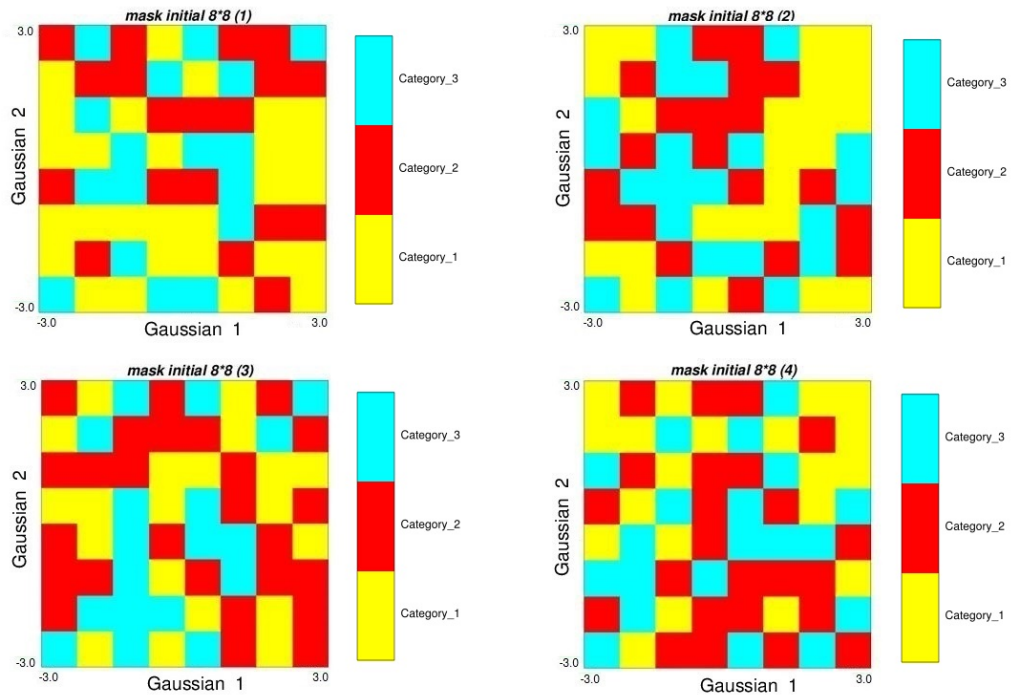 mask initial 8*8 (1)
3.0
Gaussian 2
-3.0
-3.0
Gaussian 1
3.0
Category_3
Category_2
Category_1
mask initial 8*8 (2)
3.0
Gaussian 2
-3.0
-3.0
Gaussian 1
3.0
Category_3
Category_2
Category_1
mask initial 8*8 (3)
3.0
Gaussian 2
-3.0
-3.0
Gaussian 1
3.0
Category_3
Category_2
Category_1
mask initial 8*8 (4)
3.0
Gaussian 2
-3.0
-3.0
Gaussian 1
3.0
Category_3
Category_2
Category_1